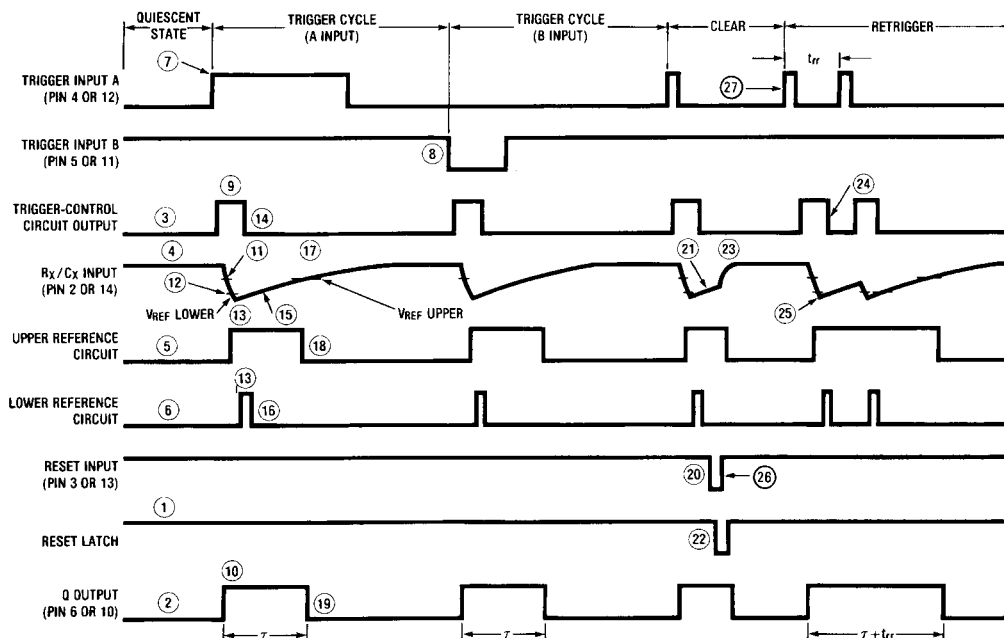 QUIESCENT
STATE
TRIGGER CYCLE
(A INPUT)
TRIGGER CYCLE
(B INPUT)
CLEAR
RETRIGGER
7
trr
TRIGGER INPUT A
(PIN 4 OR 12)
27
TRIGGER INPUT B
(PIN 5 OR 11)
8
9
24
TRIGGER-CONTROL
CIRCUIT OUTPUT
3
14
4
11
17
21
23
RX/CX INPUT
(PIN 2 OR 14)
12
VREF LOWER
13
15
VREF UPPER
25
UPPER REFERENCE
CIRCUIT
5
18
13
LOWER REFERENCE
CIRCUIT
6
16
RESET INPUT
(PIN 3 OR 13)
20
26
1
RESET LATCH
22
10
Q OUTPUT
(PIN 6 OR 10)
2
19
τ
τ
τ + trr